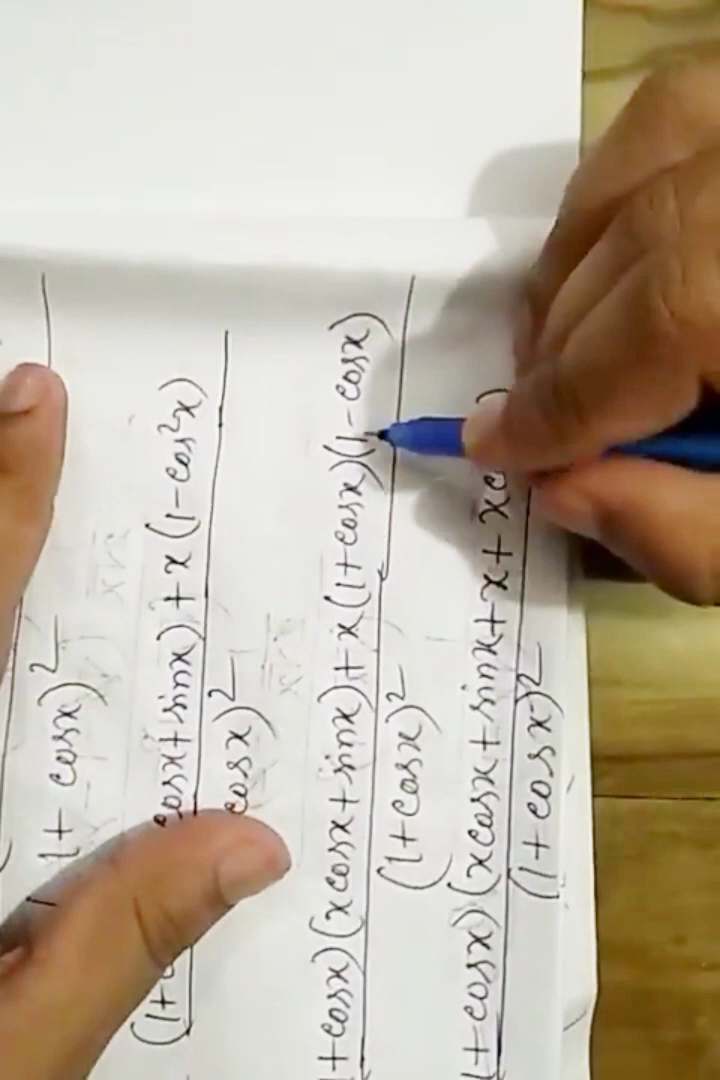 1+ cosx)²
(1+c cosx+sinx)+x(1-cos²x)
cosx)²
1+cosx)(xcosx+sinx)+x(1+cosx)(1-cosx)
(1+cosx)²
1+cosx)(xcosx+sinx+x+xc
(1+cosx)²